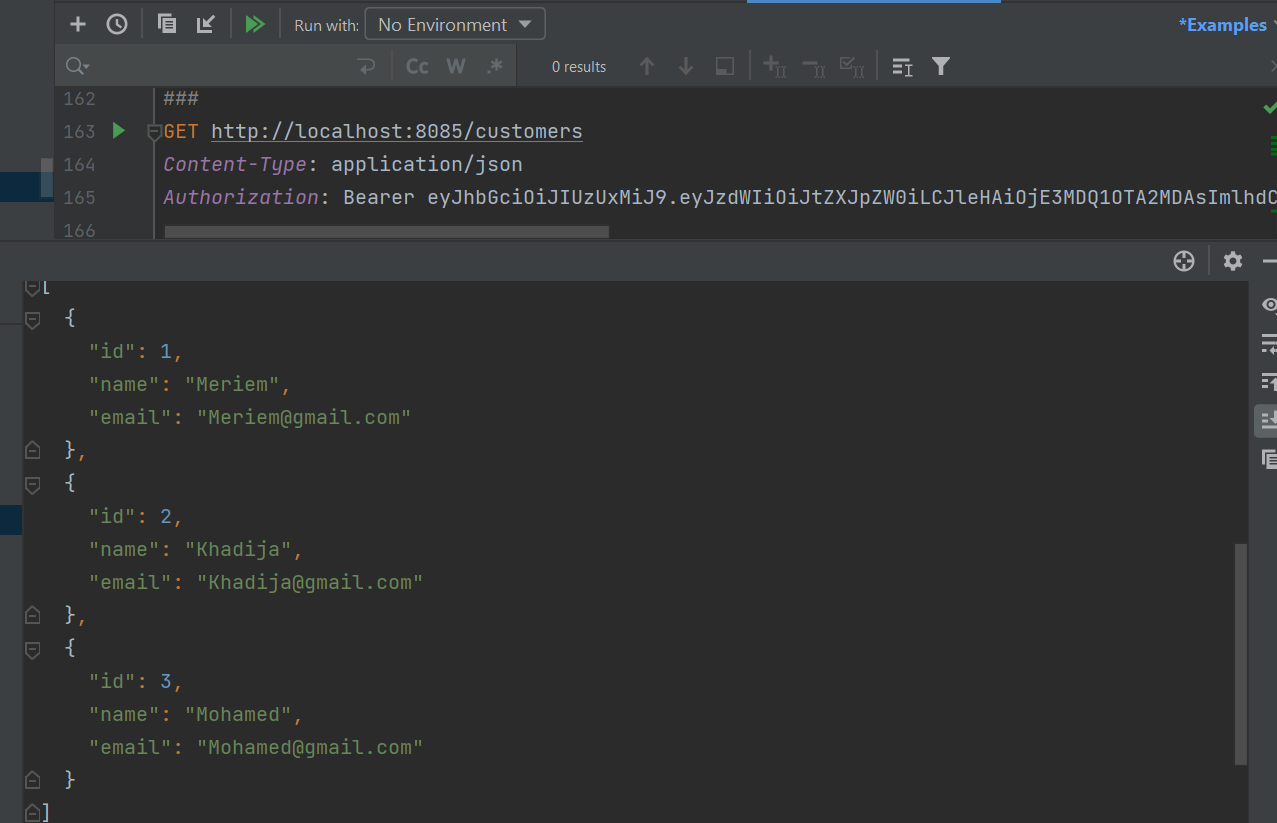 Run with: No Environment *Examples
Cc W .* 0 results
162 ###
163 GET http://localhost:8085/customers
164 Content-Type: application/json
165 Authorization: Bearer eyJhbGciOiJIUzUxMiJ9.eyJzdWIiOiJtZXJpZW0iLCJleHAiOjE3MDQ1OTA2MDAsImlhdC
166
[
{
"id": 1,
"name": "Meriem",
"email": "Meriem@gmail.com"
},
{
"id": 2,
"name": "Khadija",
"email": "Khadija@gmail.com"
},
{
"id": 3,
"name": "Mohamed",
"email": "Mohamed@gmail.com"
}
]